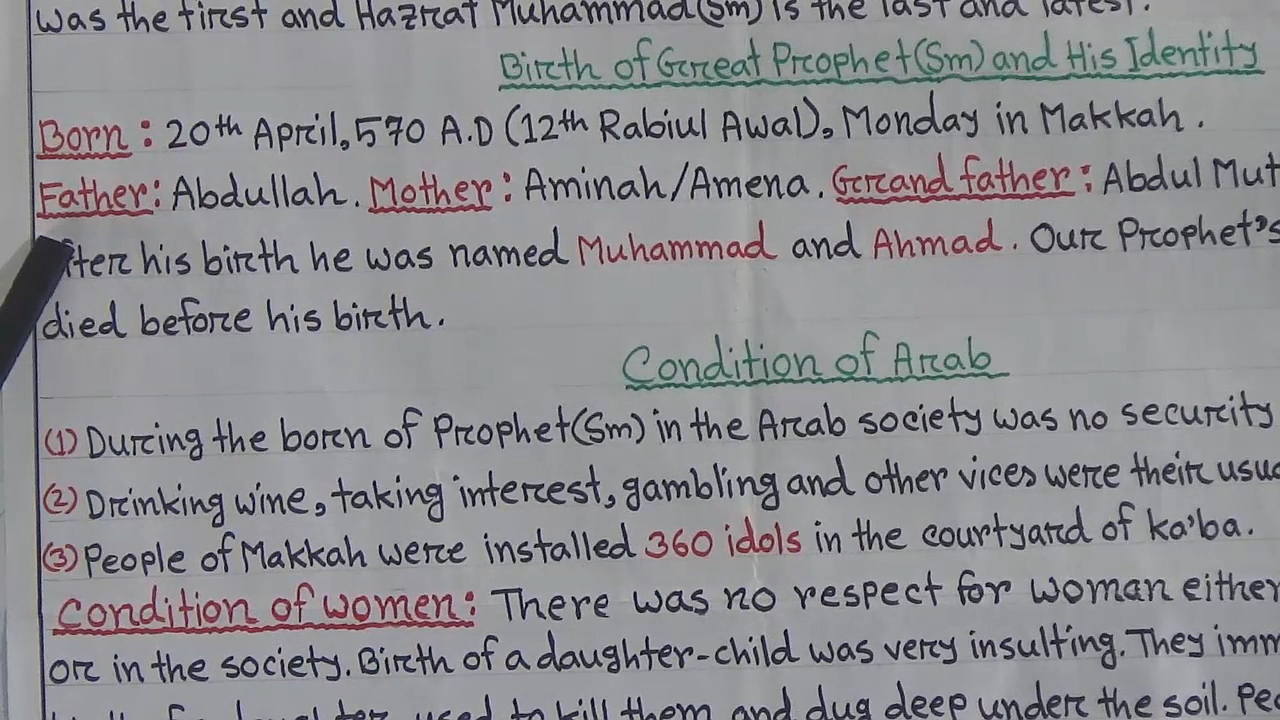 was the first and Hazrat Muhammad(Sm) is the last and latest.
Birth of Great Prophet(Sm) and His Identity
Born: 20th April, 570 A.D (12th Rabiul Awal), Monday in Makkah.
Father: Abdullah. Mother: Aminah/Amena. Grand father: Abdul Mut
his birth he was named Muhammad and Ahmad. Our Prophet's
died before his birth.
Condition of Arab
(1) During the born of Prophet(Sm) in the Arab society was no security
(2) Drinking wine, taking interest, gambling and other vices were their usua
(3) People of Makkah were installed 360 idols in the courtyard of ka'ba.
Condition of women: There was no respect for woman either
or in the society. Birth of a daughter-child was very insulting. They imm
used to kill them and dug deep under the soil. Peo